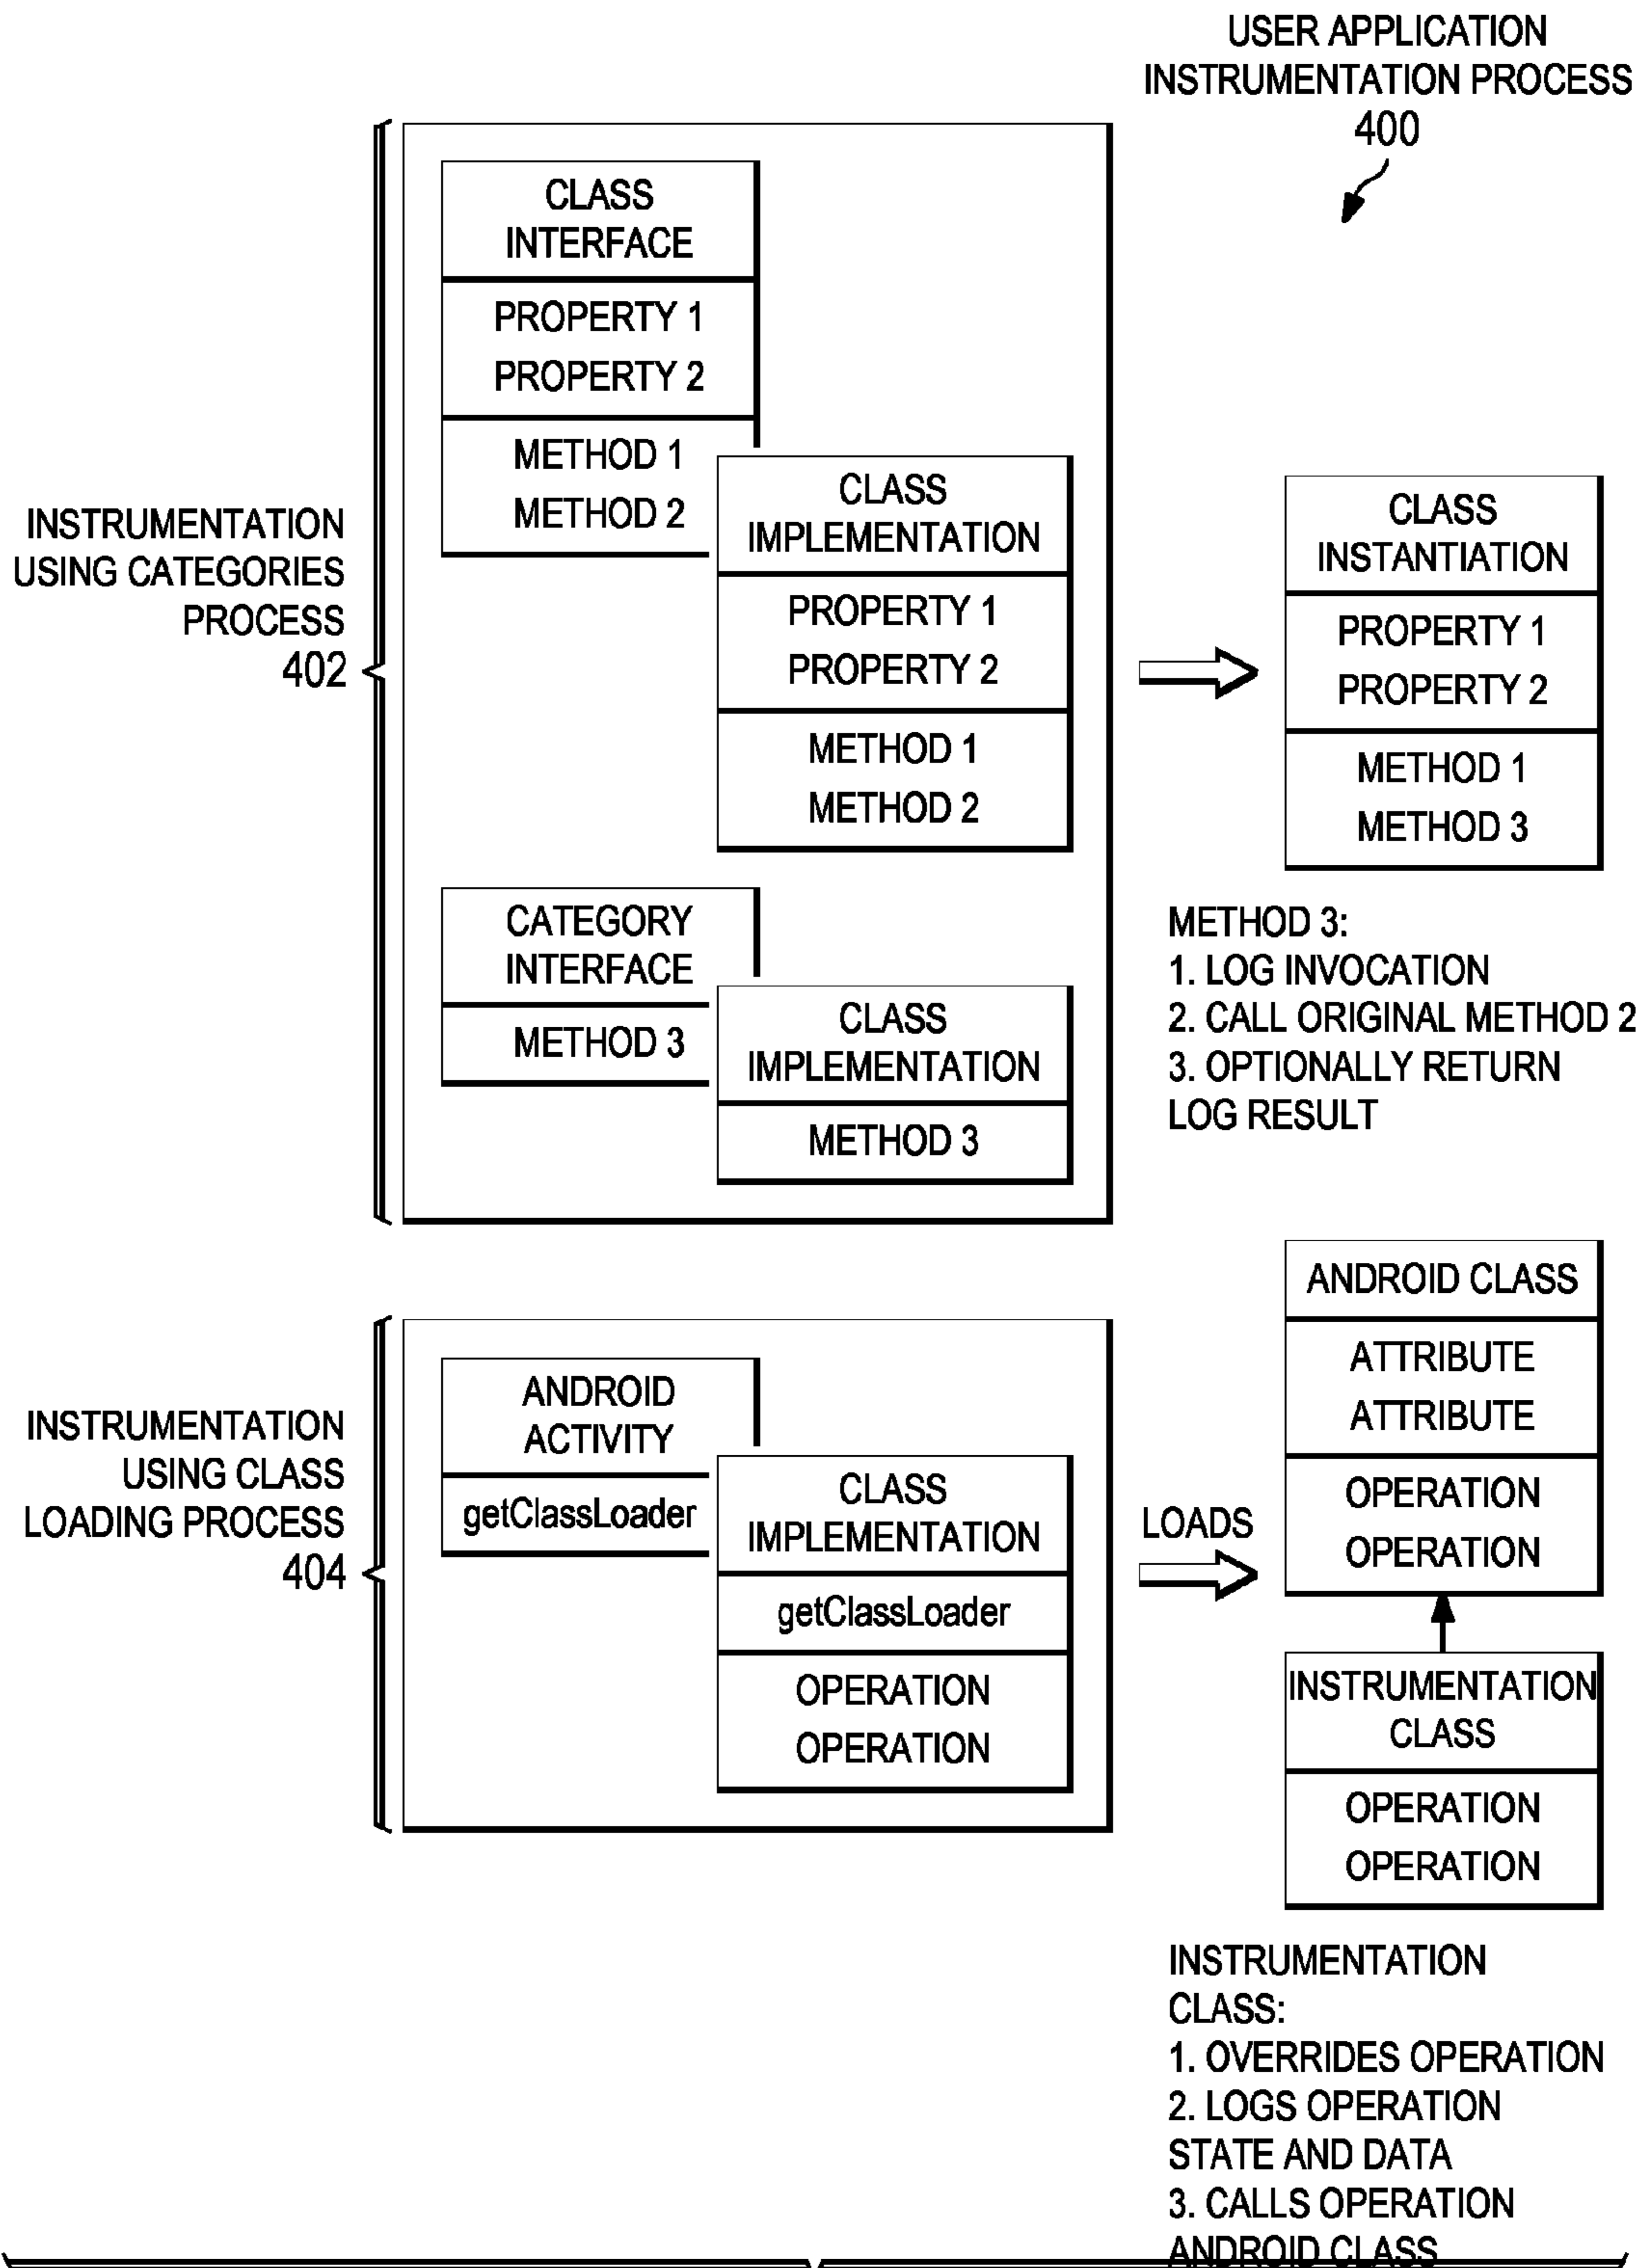 USER APPLICATION
INSTRUMENTATION PROCESS
400
INSTRUMENTATION
USING CATEGORIES
PROCESS
402
CLASS
INTERFACE
PROPERTY 1
PROPERTY 2
METHOD 1
METHOD 2
CLASS
IMPLEMENTATION
PROPERTY 1
PROPERTY 2
METHOD 1
METHOD 2
CATEGORY
INTERFACE
METHOD 3
CLASS
IMPLEMENTATION
METHOD 3
CLASS
INSTANTIATION
PROPERTY 1
PROPERTY 2
METHOD 1
METHOD 3
METHOD 3:
1. LOG INVOCATION
2. CALL ORIGINAL METHOD 2
3. OPTIONALLY RETURN
LOG RESULT
INSTRUMENTATION
USING CLASS
LOADING PROCESS
404
ANDROID
ACTIVITY
getClassLoader
CLASS
IMPLEMENTATION
getClassLoader
OPERATION
OPERATION
LOADS
ANDROID CLASS
ATTRIBUTE
ATTRIBUTE
OPERATION
OPERATION
INSTRUMENTATION
CLASS
OPERATION
OPERATION
INSTRUMENTATION
CLASS:
1. OVERRIDES OPERATION
2. LOGS OPERATION
STATE AND DATA
3. CALLS OPERATION
ANDROID CLASS